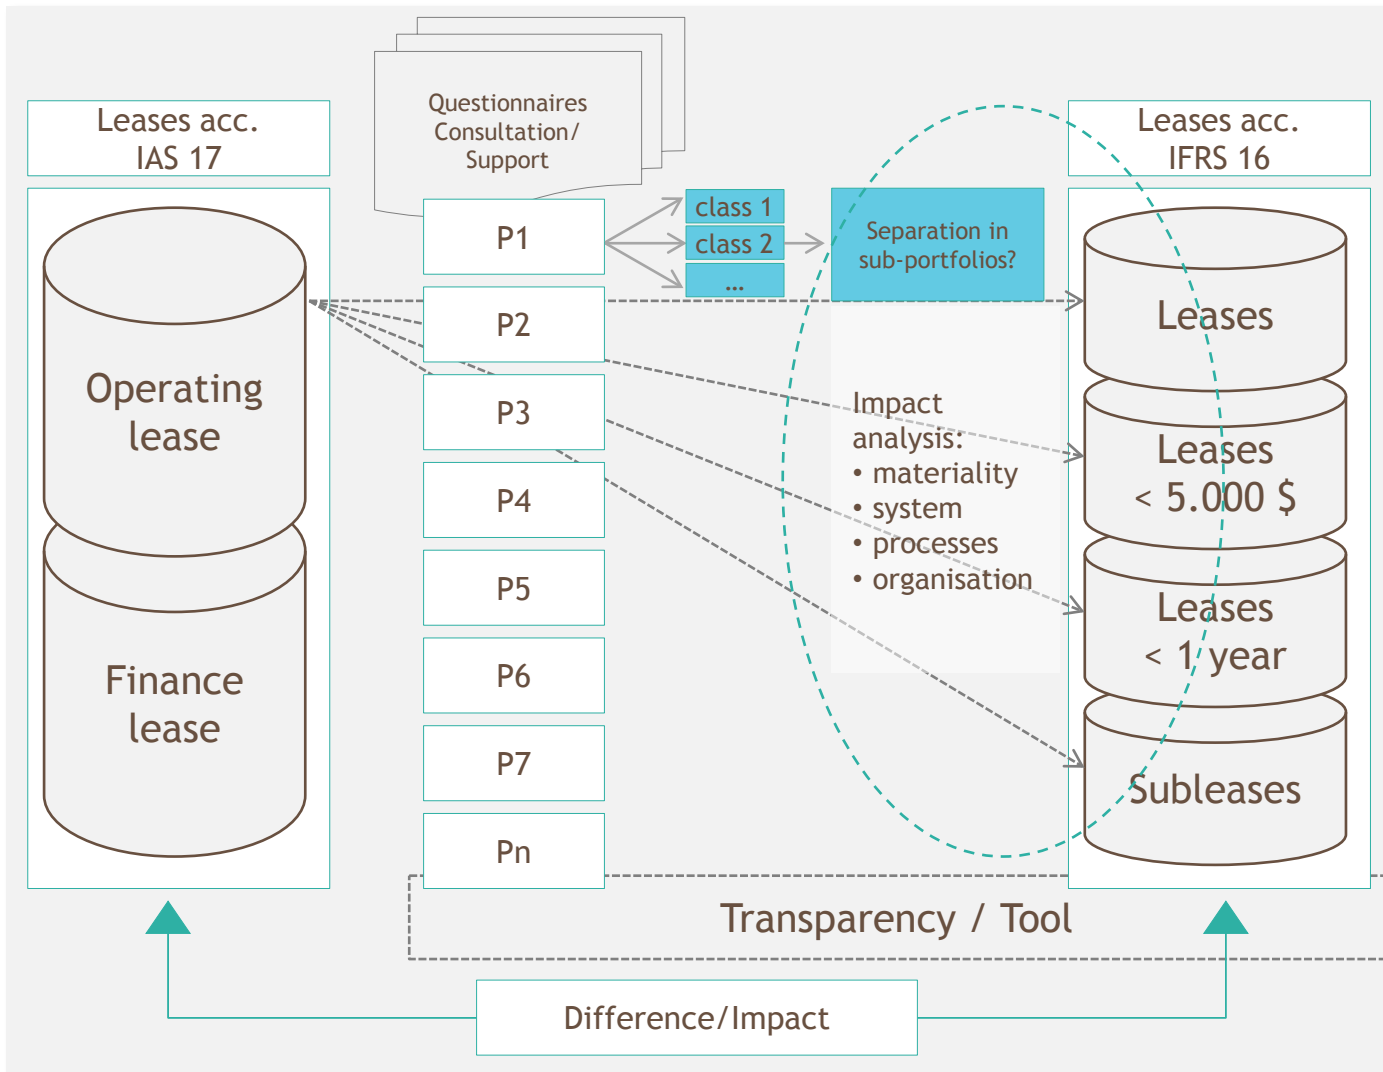 Leases acc.
IAS 17
Operating
lease
Finance
lease
Questionnaires
Consultation/
Support
P1
P2
P3
P4
P5
P6
P7
Pn
class 1
class 2
...
Separation in
sub-portfolios?
Impact
analysis:
• materiality
• system
• processes
• organisation
Leases acc.
IFRS 16
Leases
Leases
< 5.000 $
Leases
< 1 year
Subleases
Transparency / Tool
Difference/Impact